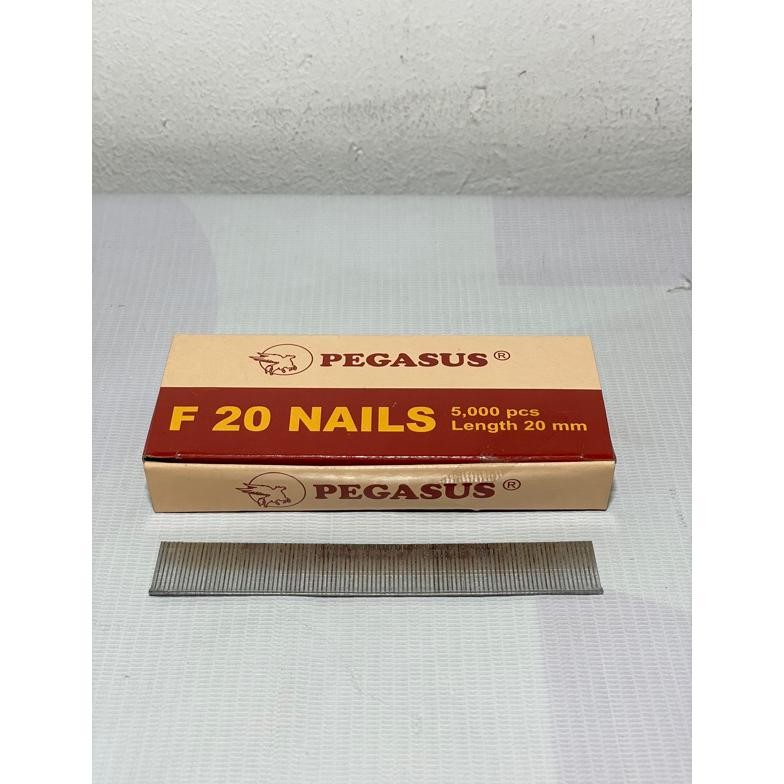 PEGASUS ®
F 20 NAILS
5,000 pcs
Length 20 mm
PEGASUS ®